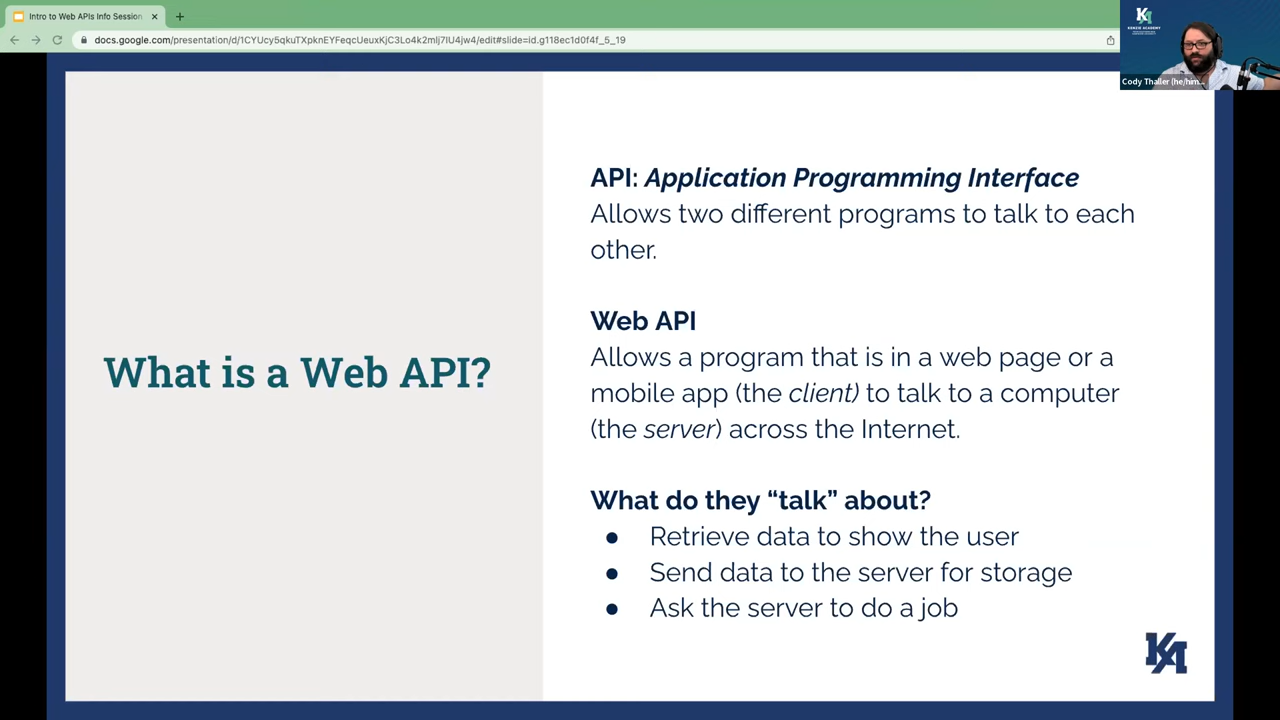 Intro to Web APIs Info Session
docs.google.com/presentation/d/1CYUcy5qkuTXpknEYFeqcUeuxKjC3Lo4k2mlj7lU4jw4/edit#slide=id.g118ec1d0f4f_5_19
KA
KENZIE ACADEMY
Cody Thaller (he/him...
What is a Web API?
API: Application Programming Interface
Allows two different programs to talk to each
other.
Web API
Allows a program that is in a web page or a
mobile app (the client) to talk to a computer
(the server) across the Internet.
What do they “talk” about?
● Retrieve data to show the user
● Send data to the server for storage
● Ask the server to do a job
KA